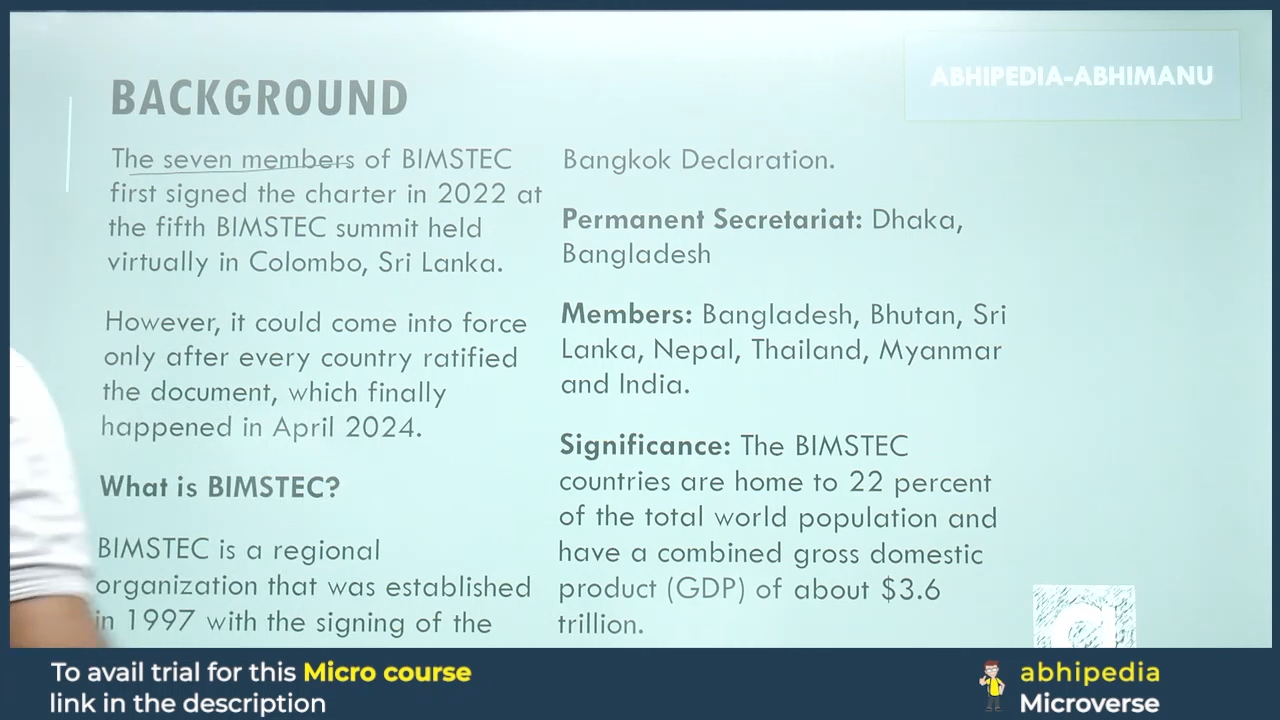 ABHIPEDIA-ABHIMANU
BACKGROUND
The seven members of BIMSTEC
first signed the charter in 2022 at
the fifth BIMSTEC summit held
virtually in Colombo, Sri Lanka.
However, it could come into force
only after every country ratified
the document, which finally
happened in April 2024.
What is BIMSTEC?
BIMSTEC is a regional
organization that was established
in 1997 with the signing of the
Bangkok Declaration.
Permanent Secretariat: Dhaka,
Bangladesh
Members: Bangladesh, Bhutan, Sri
Lanka, Nepal, Thailand, Myanmar
and India.
Significance: The BIMSTEC
countries are home to 22 percent
of the total world population and
have a combined gross domestic
product (GDP) of about $3.6
trillion.
a
To avail trial for this Micro course
link in the description
abhipedia
Microverse